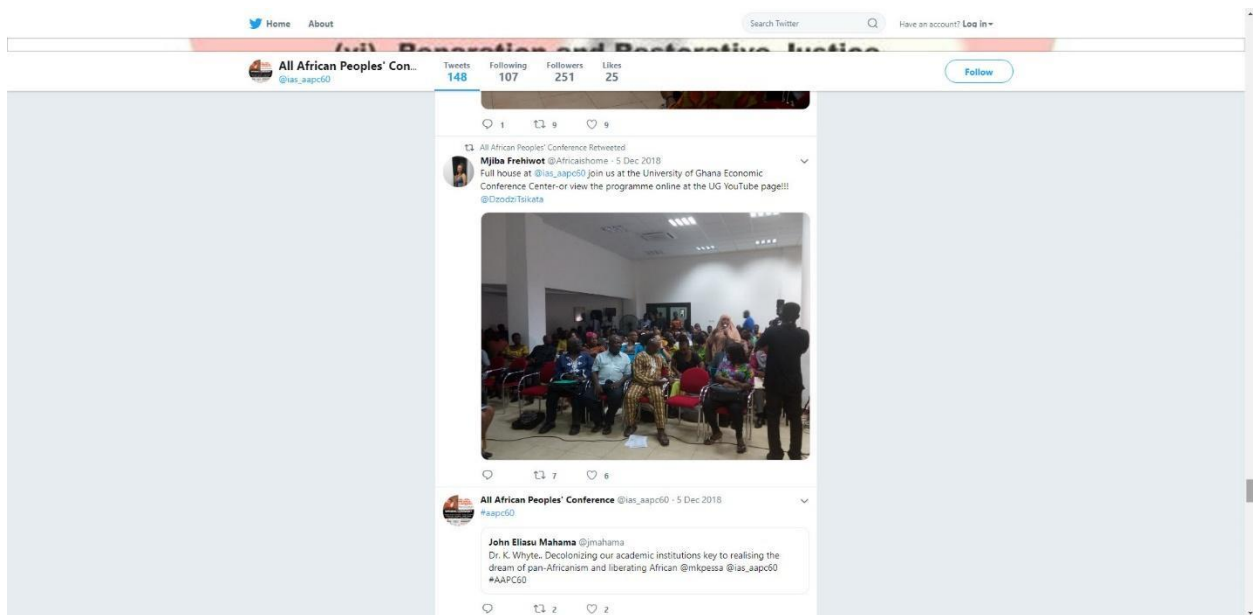 Home About Search Twitter Have an account? Log in
(vi) Reparation and Restorative Justice
All African Peoples' Con...
@ias_aapc60
Tweets Following Followers Likes
148 107 251 25
Follow
1 9 9
All African Peoples' Conference Retweeted
Mjiba Frehiwot @Africaishome · 5 Dec 2018
Full house at @ias_aapc60 join us at the University of Ghana Economic
Conference Center-or view the programme online at the UG YouTube page!!!
@DzodziTsikata
7 6
All African Peoples' Conference @ias_aapc60 · 5 Dec 2018
#aapc60
John Eliasu Mahama @jmahama
Dr. K. Whyte.. Decolonizing our academic institutions key to realising the
dream of pan-Africanism and liberating African @mkpessa @ias_aapc60
#AAPC60
2 2